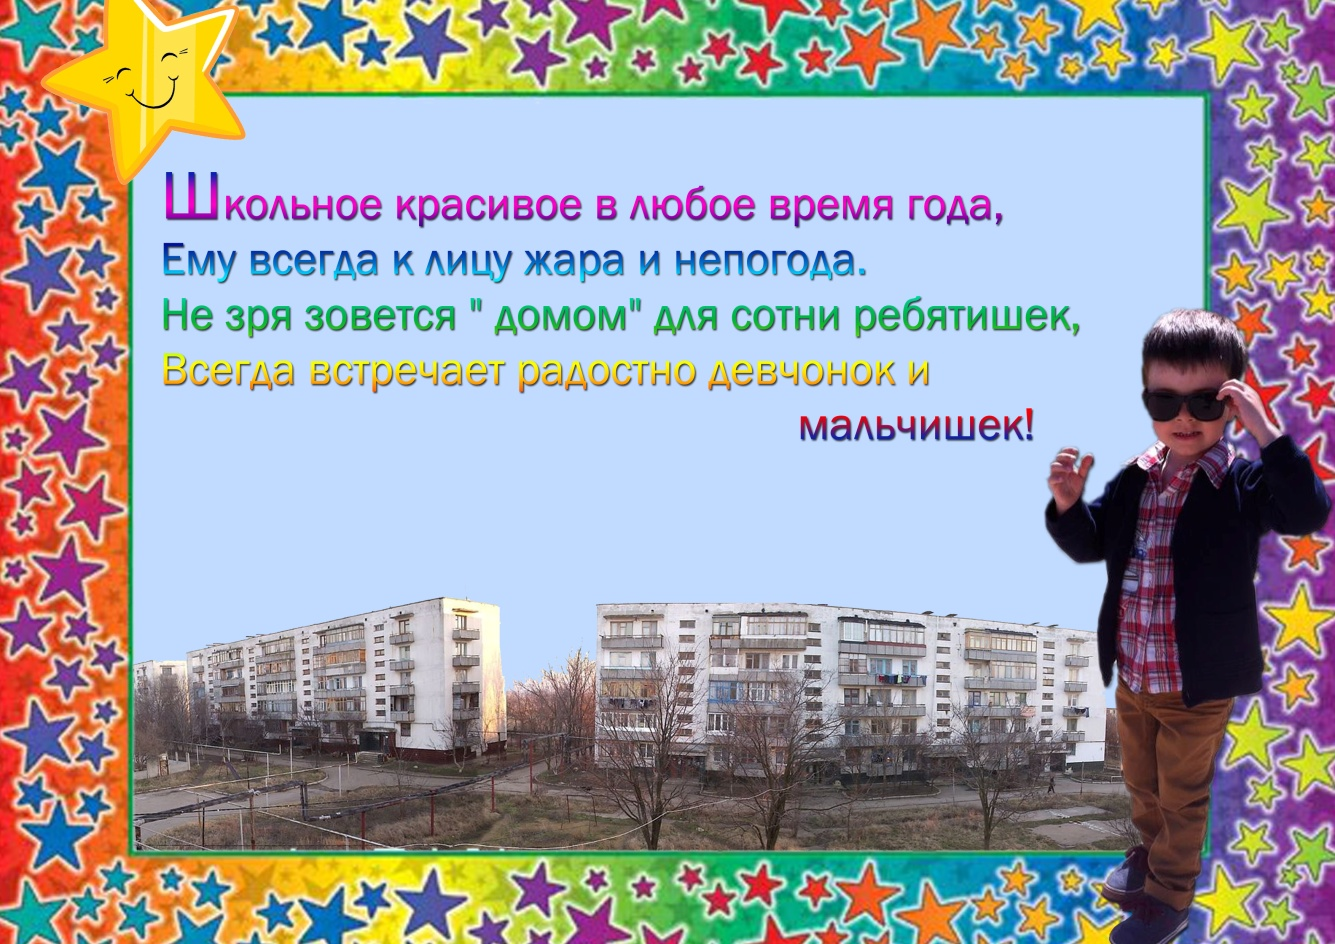 Школьное красивое в любое время года,
Ему всегда к лицу жара и непогода.
Не зря зовется " домом" для сотни ребятишек,
Всегда встречает радостно девчонок и
мальчишек!